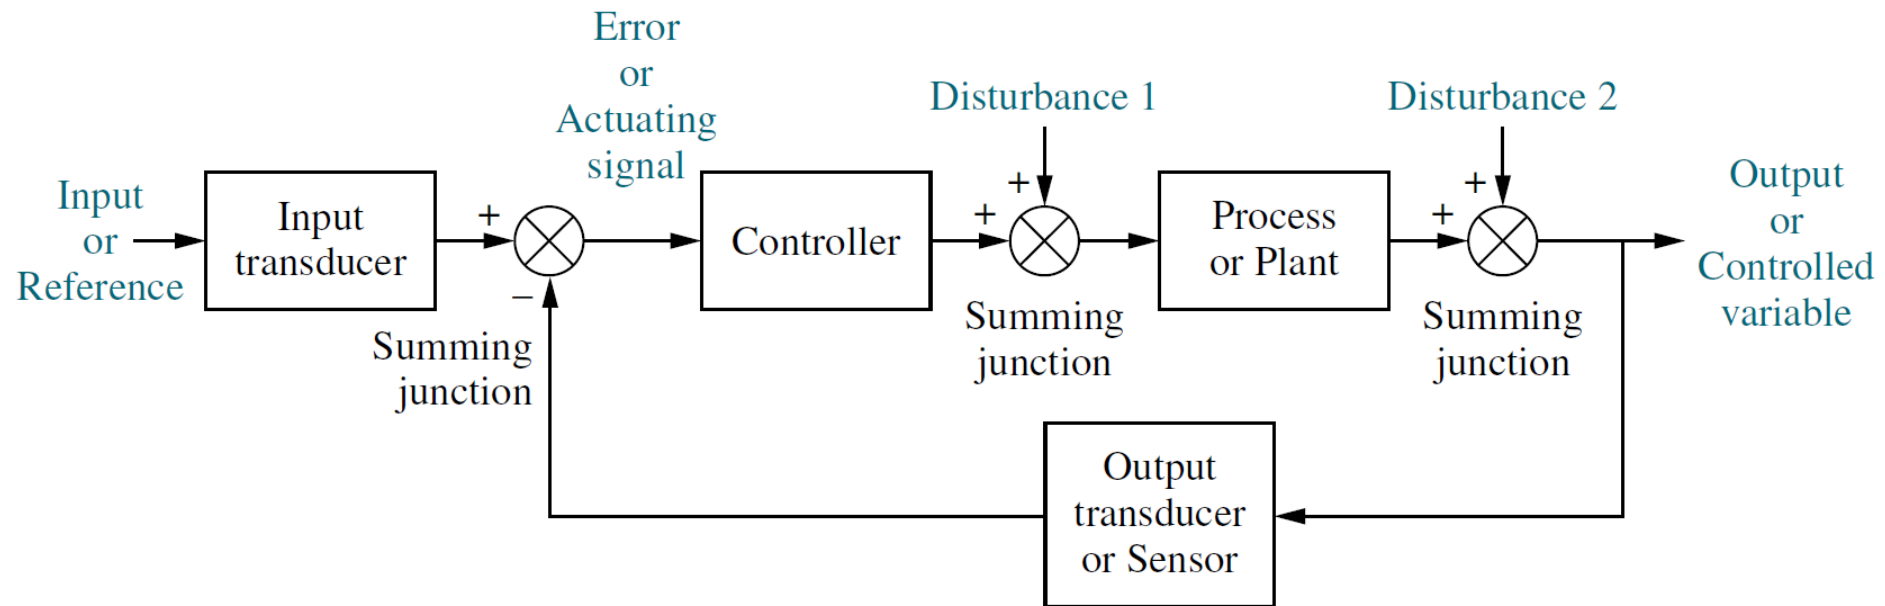 Error
or
Actuating
signal
Disturbance 1
Disturbance 2
Input
or
Reference
Input
transducer
+
−
Summing
junction
Controller
+
+
Summing
junction
Process
or Plant
+
+
Summing
junction
Output
or
Controlled
variable
Output
transducer
or Sensor